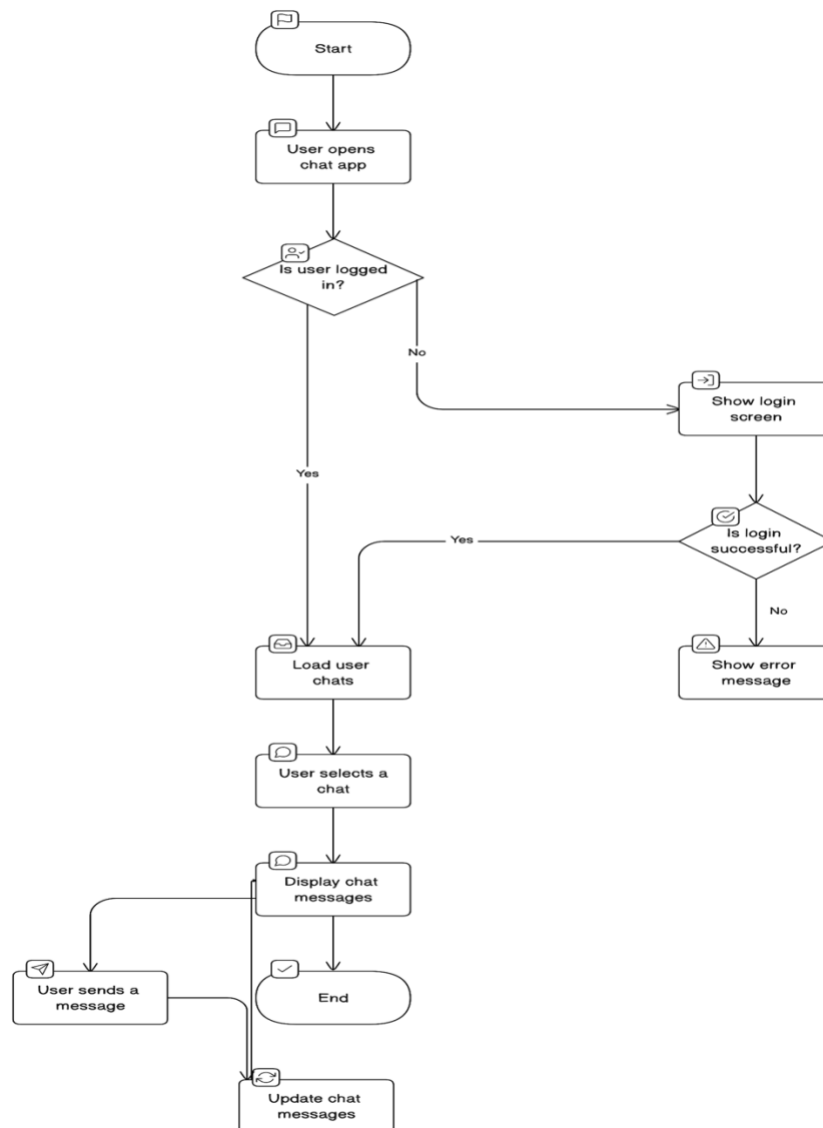 Start
User opens
chat app
Is user logged
in?
No
Show login
screen
Yes
Is login
successful?
Yes
No
Load user
chats
Show error
message
User selects a
chat
Display chat
messages
User sends a
message
End
Update chat
messages